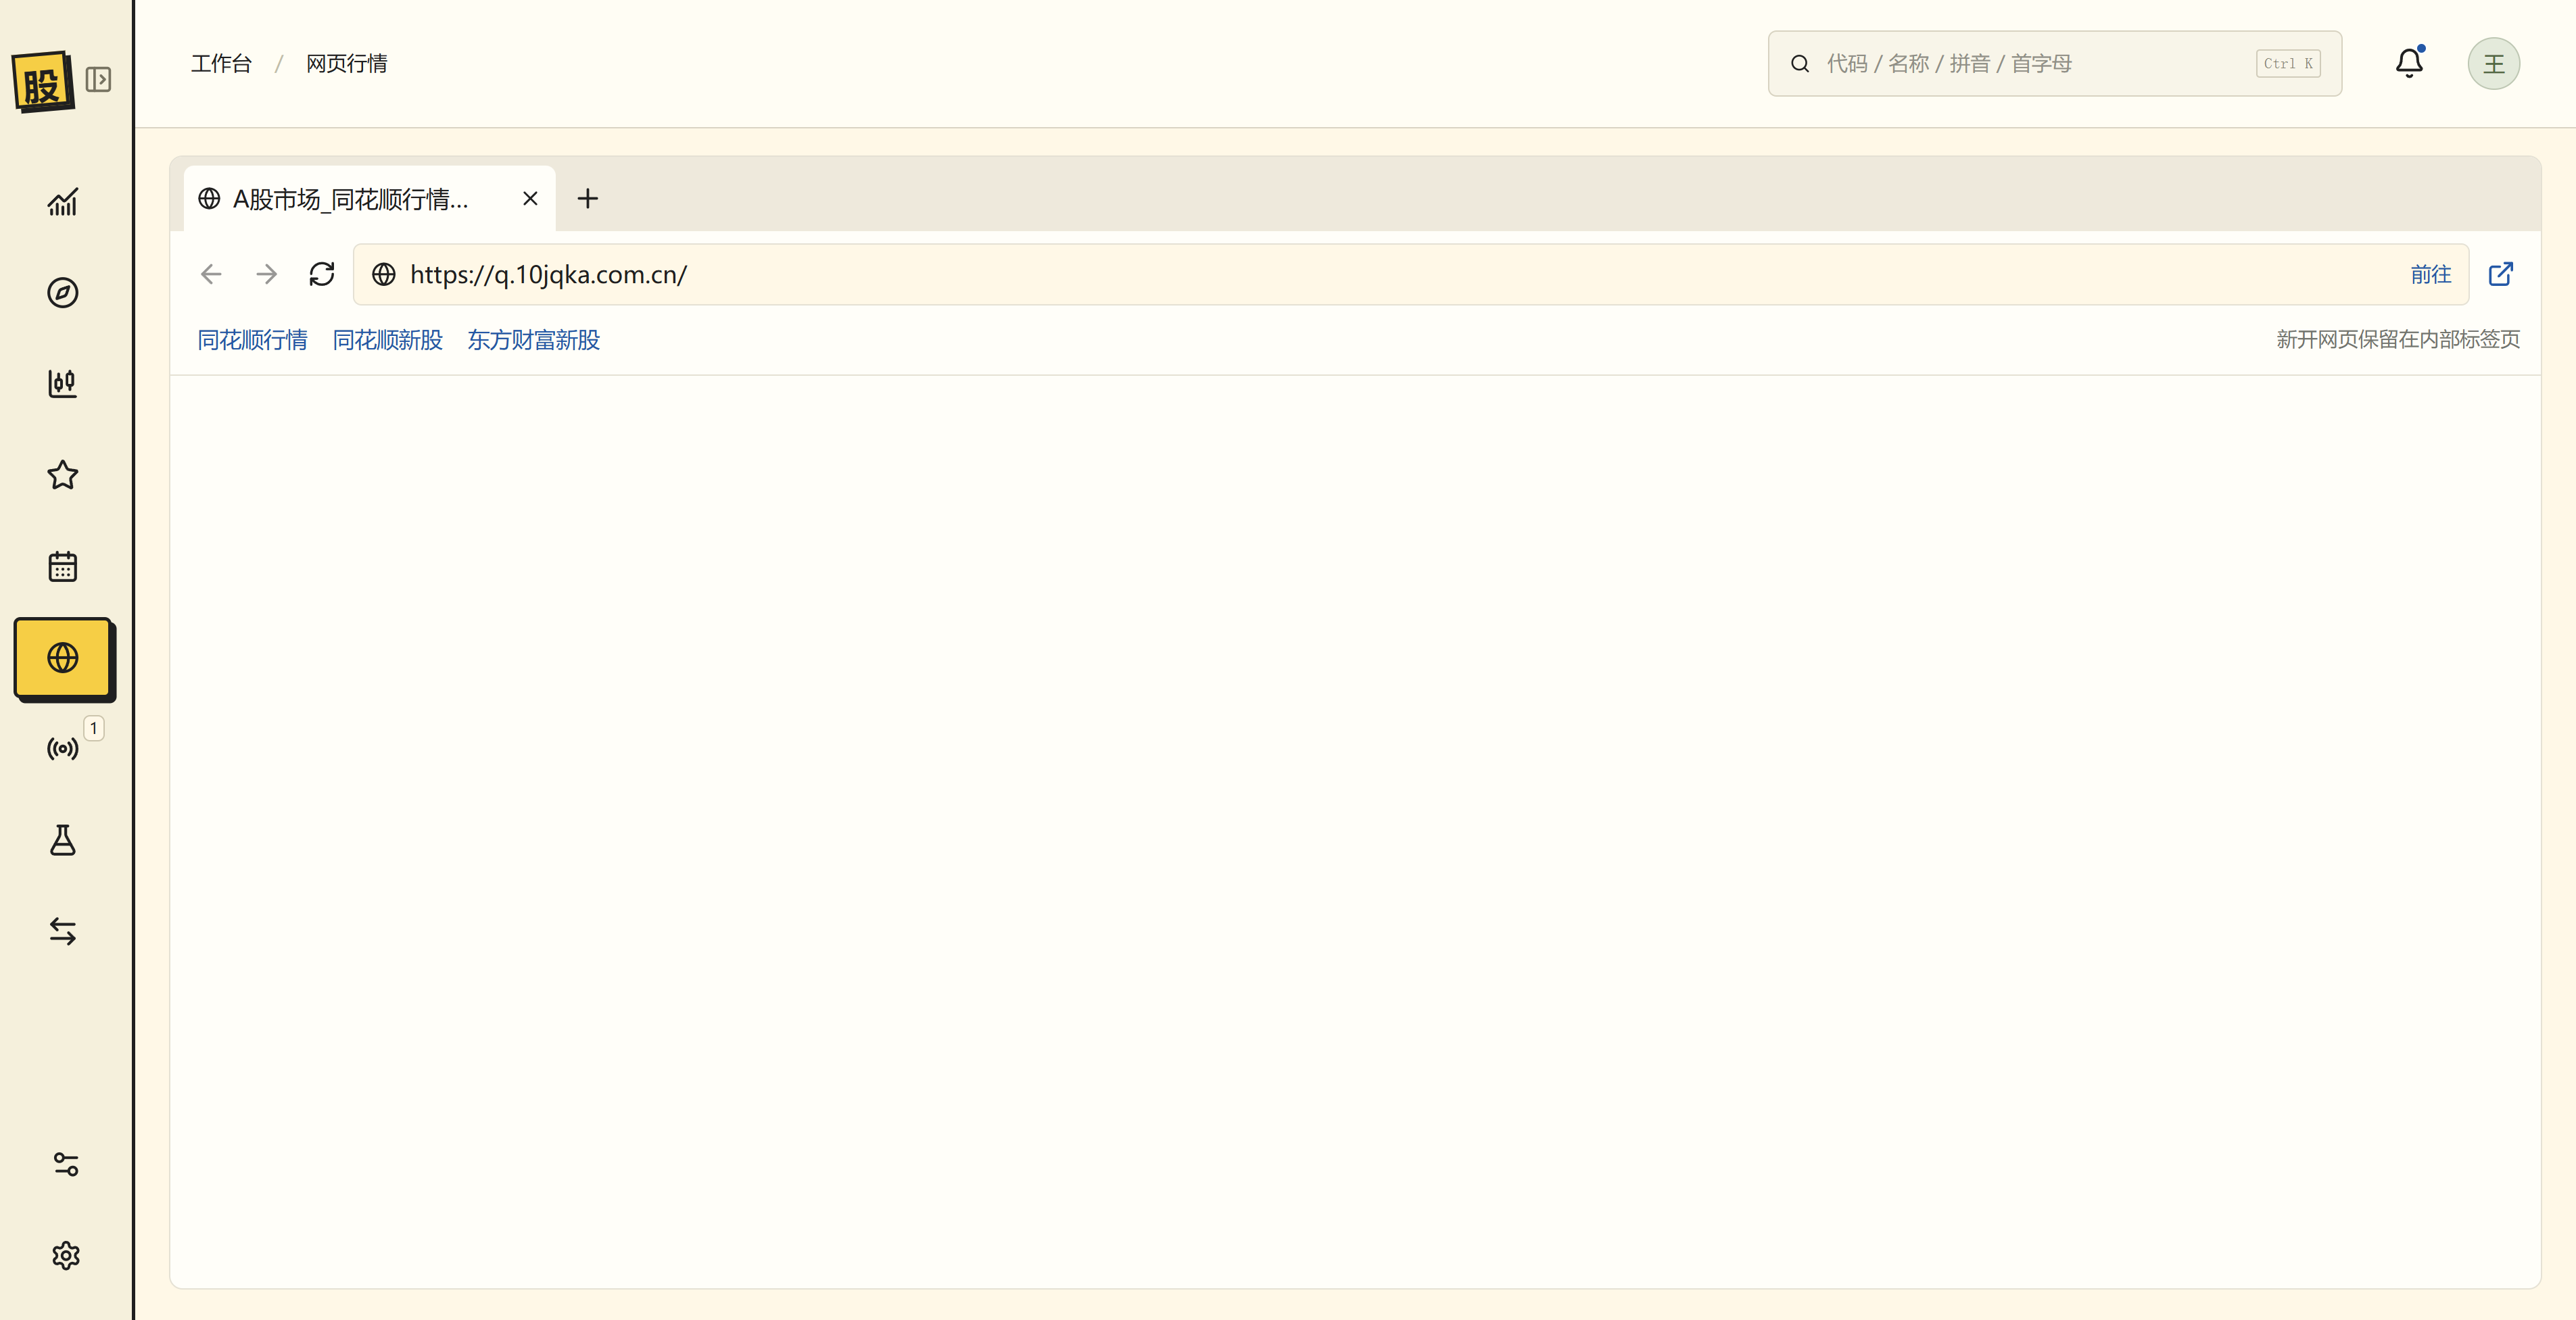 股
工作台 / 网页行情
代码 / 名称 / 拼音 / 首字母
Ctrl K
王
A股市场_同花顺行情...
https://q.10jqka.com.cn/
前往
同花顺行情 同花顺新股 东方财富新股
新开网页保留在内部标签页
1